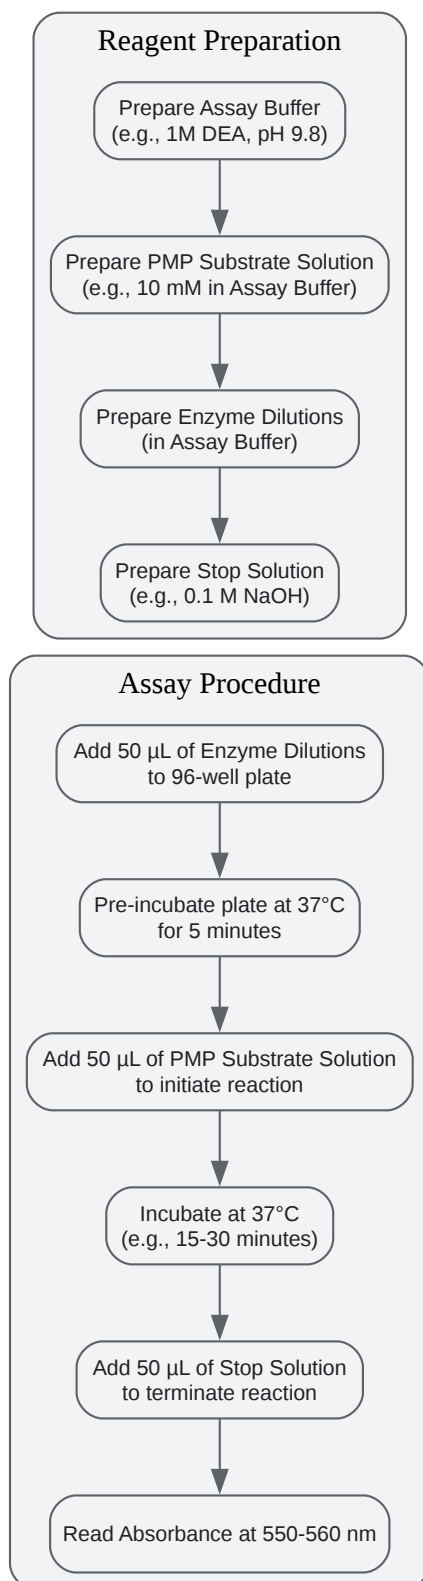 Reagent Preparation
Prepare Assay Buffer
(e.g., 1M DEA, pH 9.8)
Prepare PMP Substrate Solution
(e.g., 10 mM in Assay Buffer)
Prepare Enzyme Dilutions
(in Assay Buffer)
Prepare Stop Solution
(e.g., 0.1 M NaOH)
Assay Procedure
Add 50 µL of Enzyme Dilutions
to 96-well plate
Pre-incubate plate at 37°C
for 5 minutes
Add 50 µL of PMP Substrate Solution
to initiate reaction
Incubate at 37°C
(e.g., 15-30 minutes)
Add 50 µL of Stop Solution
to terminate reaction
Read Absorbance at 550-560 nm